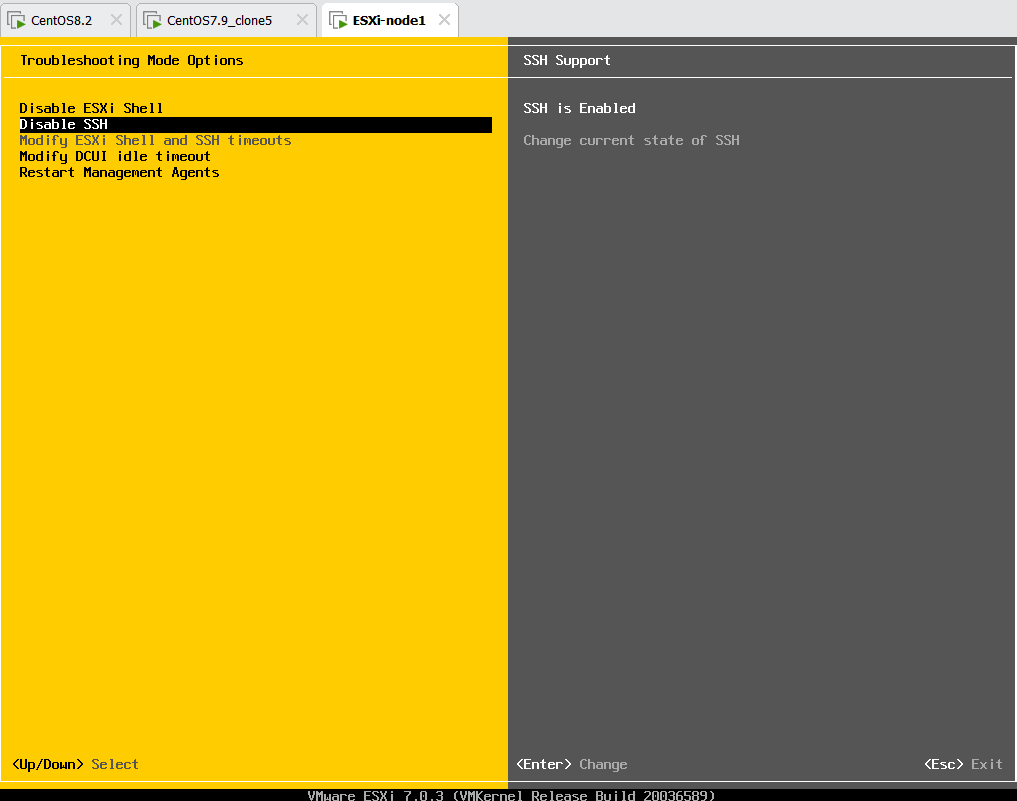 CentOS8.2
CentOS7.9_clone5
ESXi-node1
Troubleshooting Mode Options
Disable ESXi Shell
Disable SSH
Modify ESXi Shell and SSH timeouts
Modify DCUI idle timeout
Restart Management Agents
SSH Support
SSH is Enabled
Change current state of SSH
<Up/Down> Select
<Enter> Change
<Esc> Exit
VMware ESXi 7.0.3 (VMKernel Release Build 20036589)